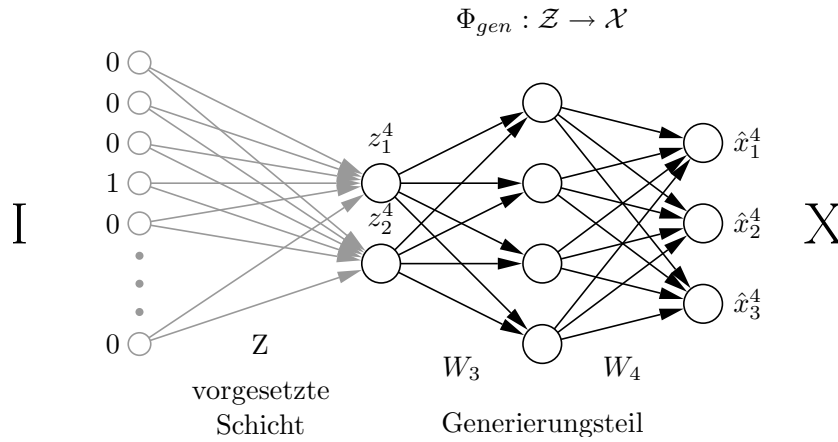 Φ_gen : 𝒵 → 𝒳
0
0
0
1
0
0
I
z_1^4
z_2^4
x̂_1^4
x̂_2^4
x̂_3^4
X
Z
W_3
W_4
vorgesetzte
Schicht
Generierungsteil